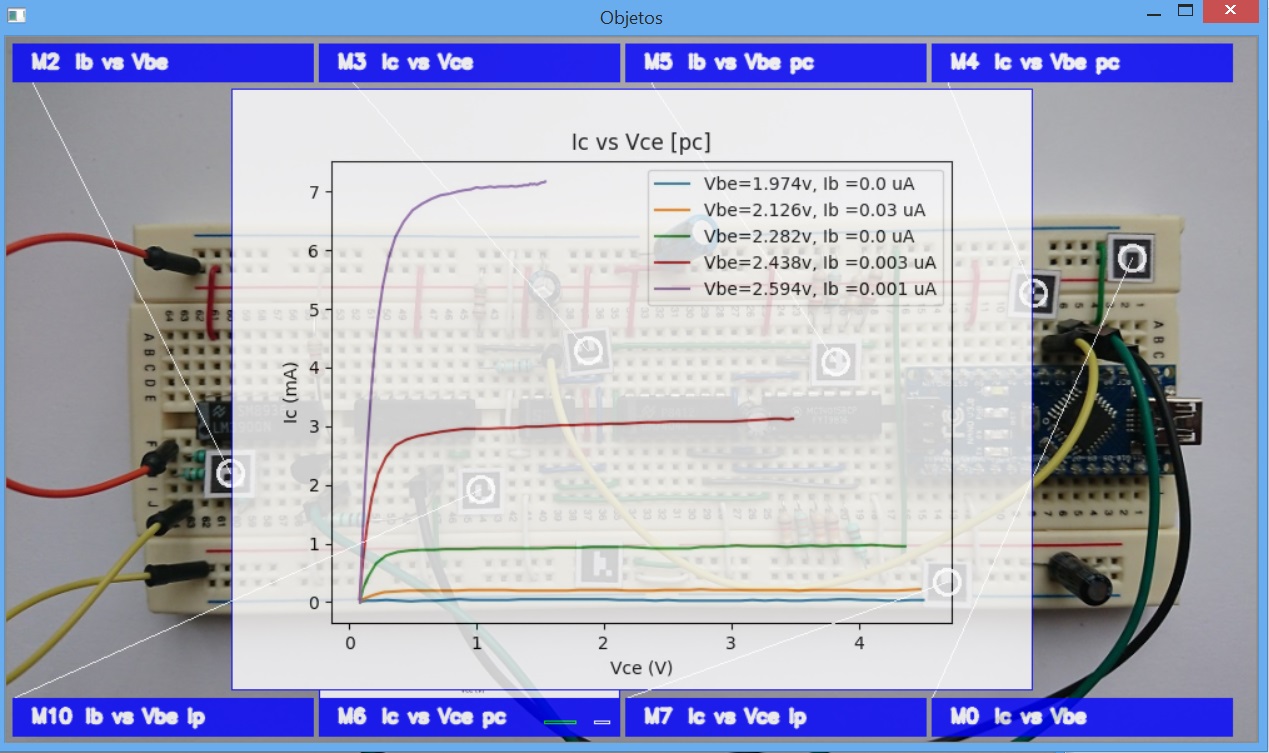 Objetos
M2 Ib vs Vbe
M3 Ic vs Vce
M5 Ib vs Vbe pc
M4 Ic vs Vbe pc
Ic vs Vce [pc]
Vbe=1.974v, Ib =0.0 uA
Vbe=2.126v, Ib =0.03 uA
Vbe=2.282v, Ib =0.0 uA
Vbe=2.438v, Ib =0.003 uA
Vbe=2.594v, Ib =0.001 uA
Ic (mA)
7
6
5
4
3
2
1
0
0 1 2 3 4
Vce (V)
A B C D E
M10 Ib vs Vbe Ip
M6 Ic vs Vce pc
M7 Ic vs Vce Ip
M0 Ic vs Vbe